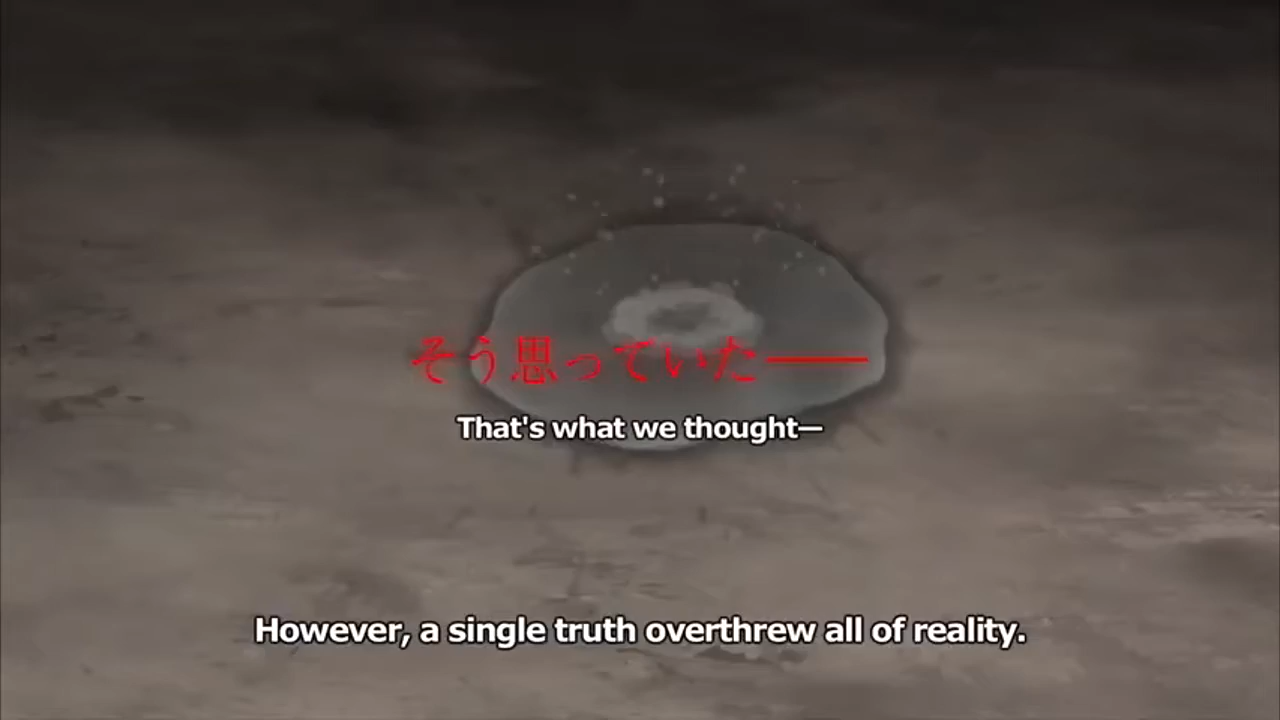 そう思っていた――
That's what we thought—
However, a single truth overthrew all of reality.